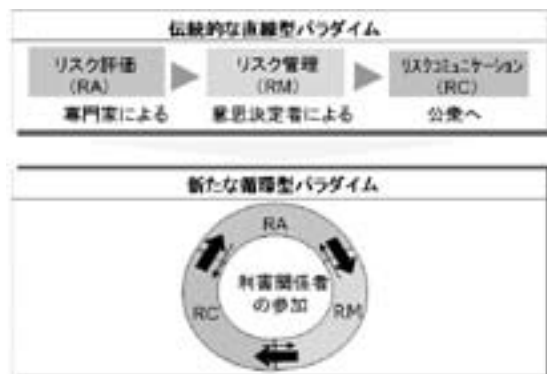 伝統的な直線型パラダイム
リスク評価
(RA)
リスク管理
(RM)
リスクコミュニケーション
(RC)
専門家による
意思決定者による
公衆へ
新たな循環型パラダイム
RA
利害関係者
の参加
RC
RM